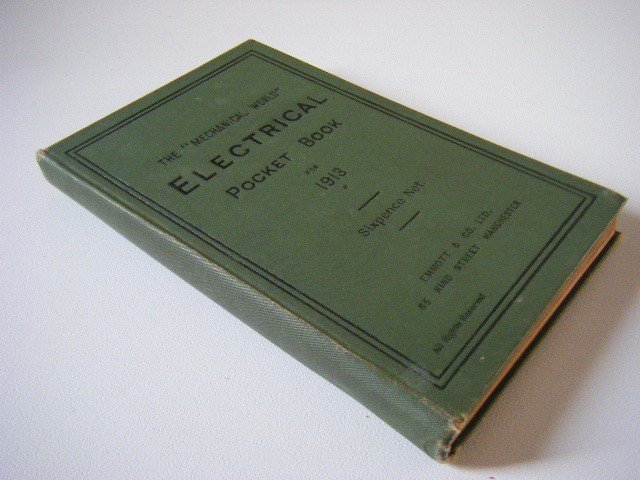 THE "MECHANICAL WORLD"
ELECTRICAL
POCKET BOOK
FOR
1913
Sixpence Net.
EMMOTT & CO. LTD.
65 KING STREET MANCHESTER
All Rights Reserved